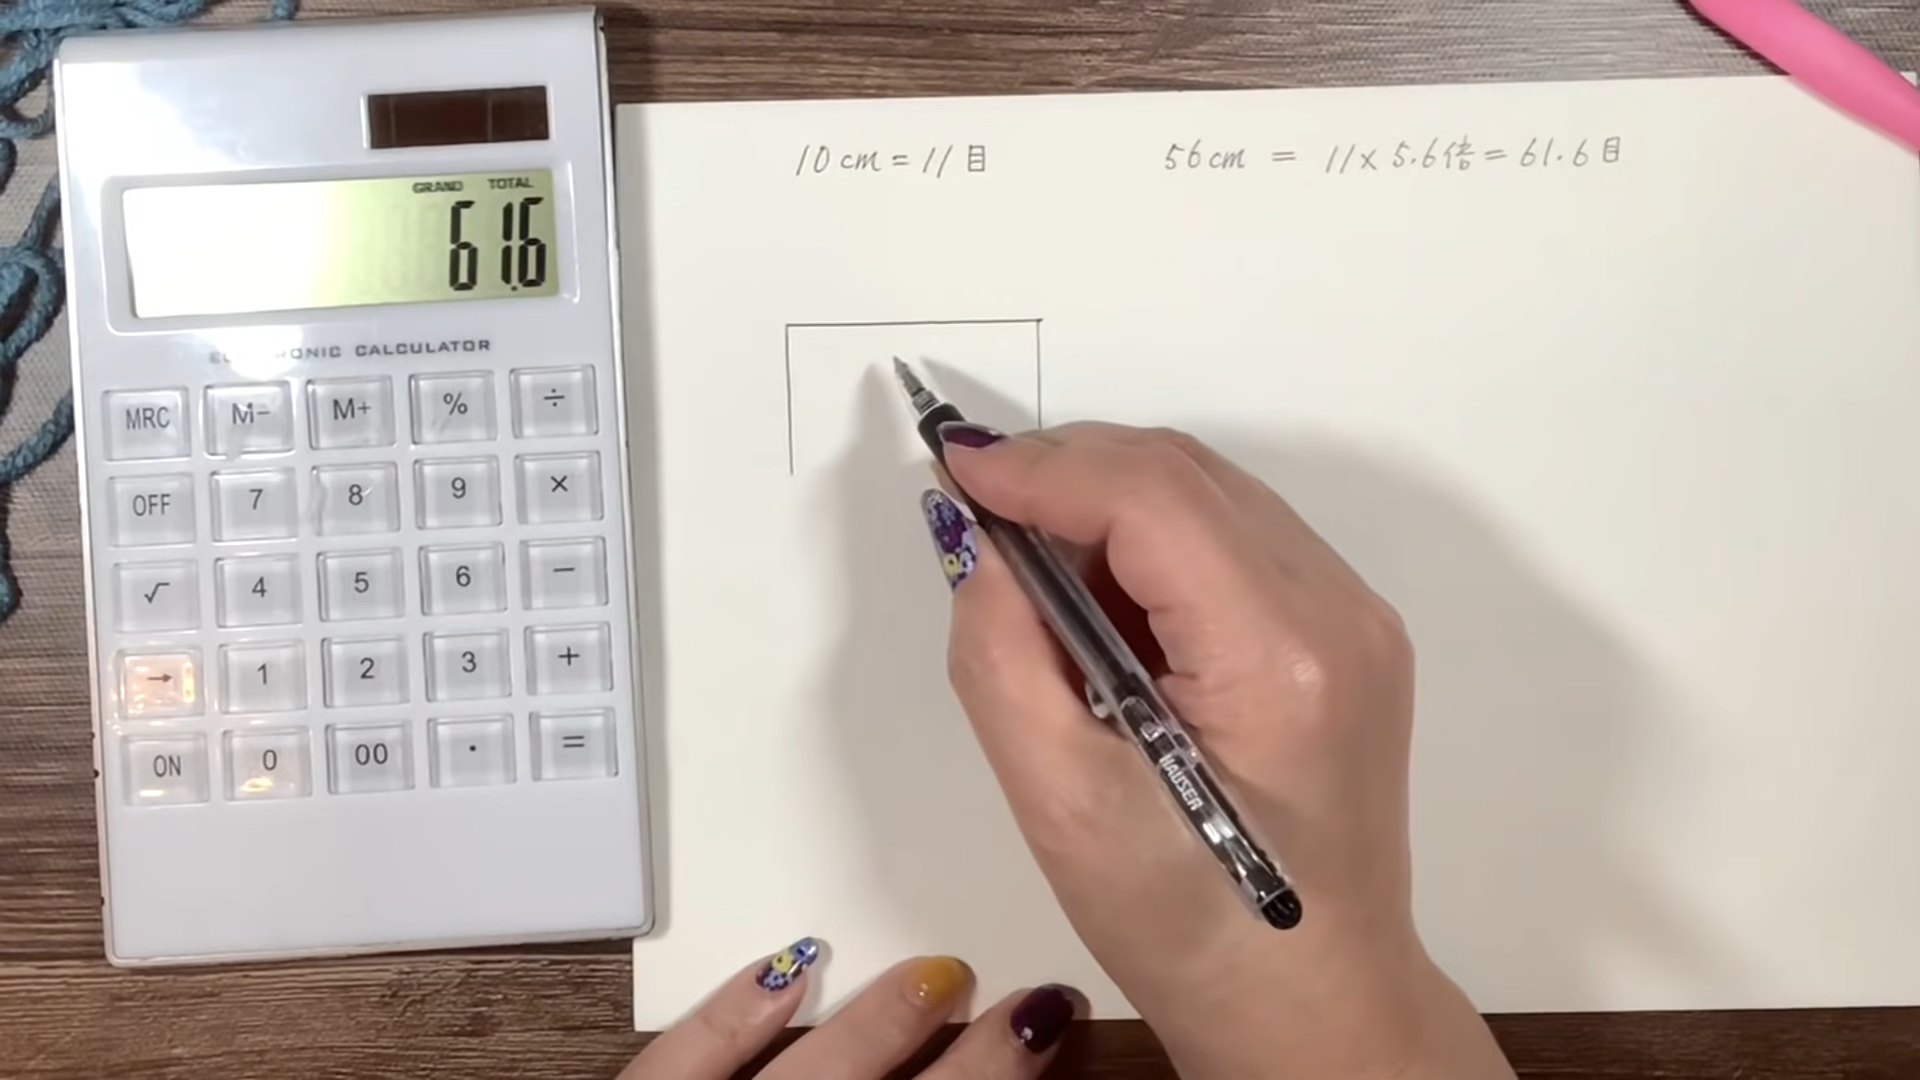 GRAND TOTAL
61.6
ELECTRONIC CALCULATOR
MRC M- M+ % ÷
OFF 7 8 9 ×
√ 4 5 6 −
→ 1 2 3 +
ON 0 00 · =
10cm = 11目
56cm = 11× 5.6倍 = 61.6目
HAUSER